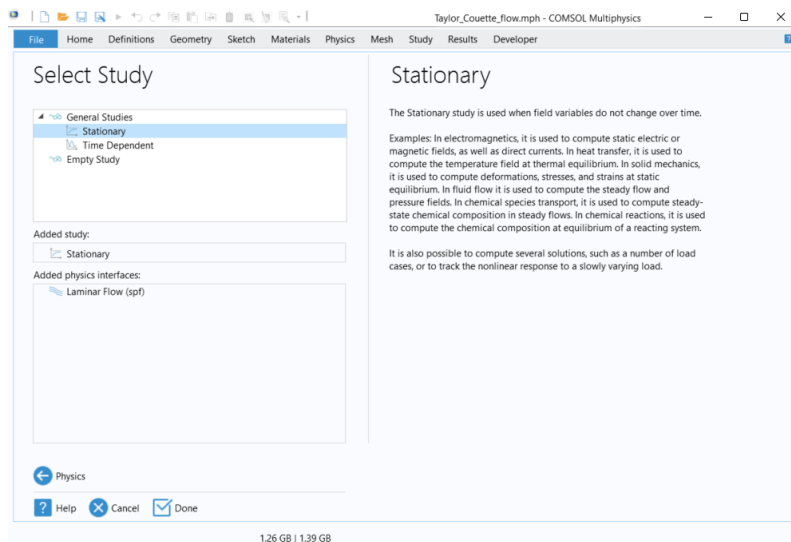 Taylor_Couette_flow.mph - COMSOL Multiphysics
File Home Definitions Geometry Sketch Materials Physics Mesh Study Results Developer ?
Select Study
General Studies
Stationary
Time Dependent
Empty Study
Added study:
Stationary
Added physics interfaces:
Laminar Flow (spf)
Physics
? Help Cancel Done
Stationary
The Stationary study is used when field variables do not change over time.
Examples: In electromagnetics, it is used to compute static electric or
magnetic fields, as well as direct currents. In heat transfer, it is used to
compute the temperature field at thermal equilibrium. In solid mechanics,
it is used to compute deformations, stresses, and strains at static
equilibrium. In fluid flow it is used to compute the steady flow and
pressure fields. In chemical species transport, it is used to compute steady-
state chemical composition in steady flows. In chemical reactions, it is used
to compute the chemical composition at equilibrium of a reacting system.
It is also possible to compute several solutions, such as a number of load
cases, or to track the nonlinear response to a slowly varying load.
1.26 GB | 1.39 GB